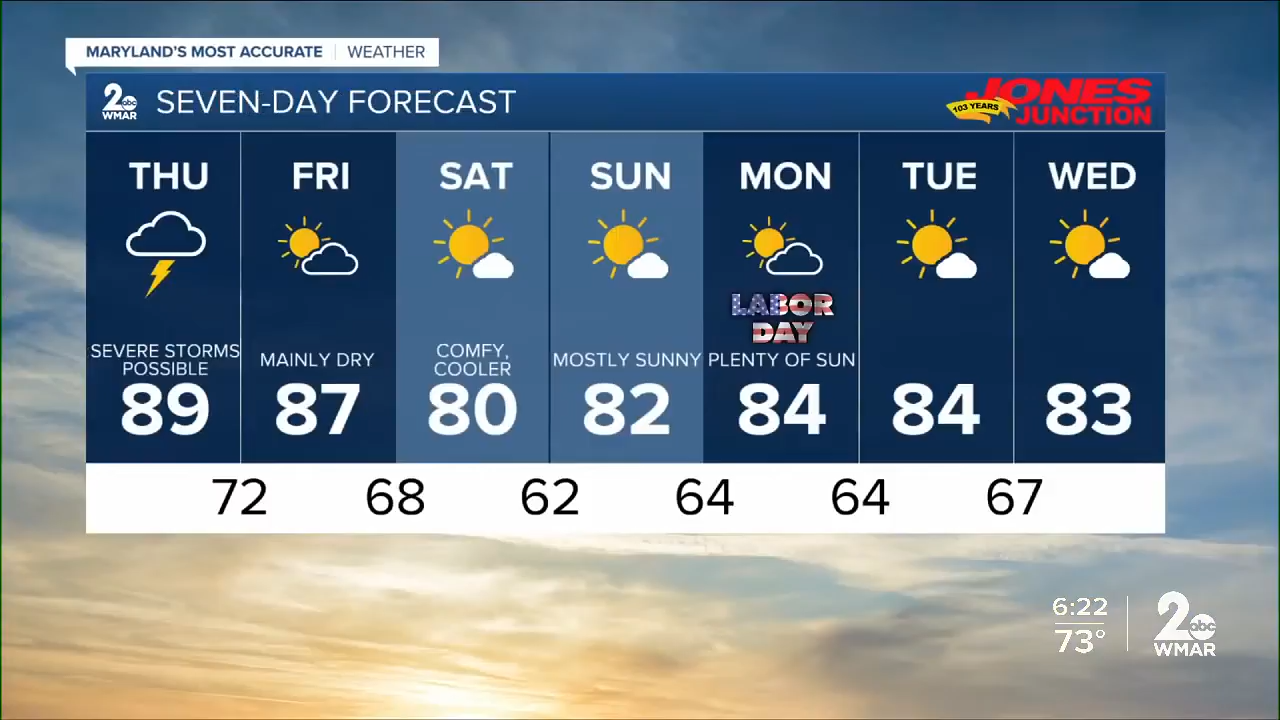 MARYLAND'S MOST ACCURATE | WEATHER
2 abc
WMAR
SEVEN-DAY FORECAST
103 YEARS
JONES
JUNCTION
THU FRI SAT SUN MON TUE WED
LABOR
DAY
SEVERE STORMS
POSSIBLE
MAINLY DRY
COMFY,
COOLER
MOSTLY SUNNY
PLENTY OF SUN
89 87 80 82 84 84 83
72 68 62 64 64 67
6:22
73°
2 abc
WMAR